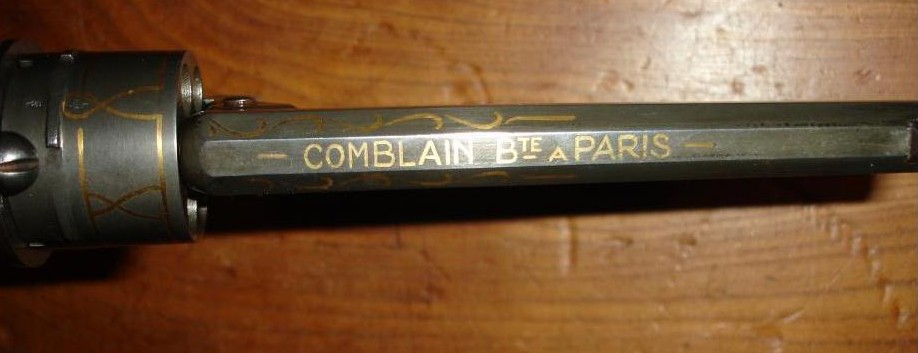 — COMBLAIN BTE A PARIS —